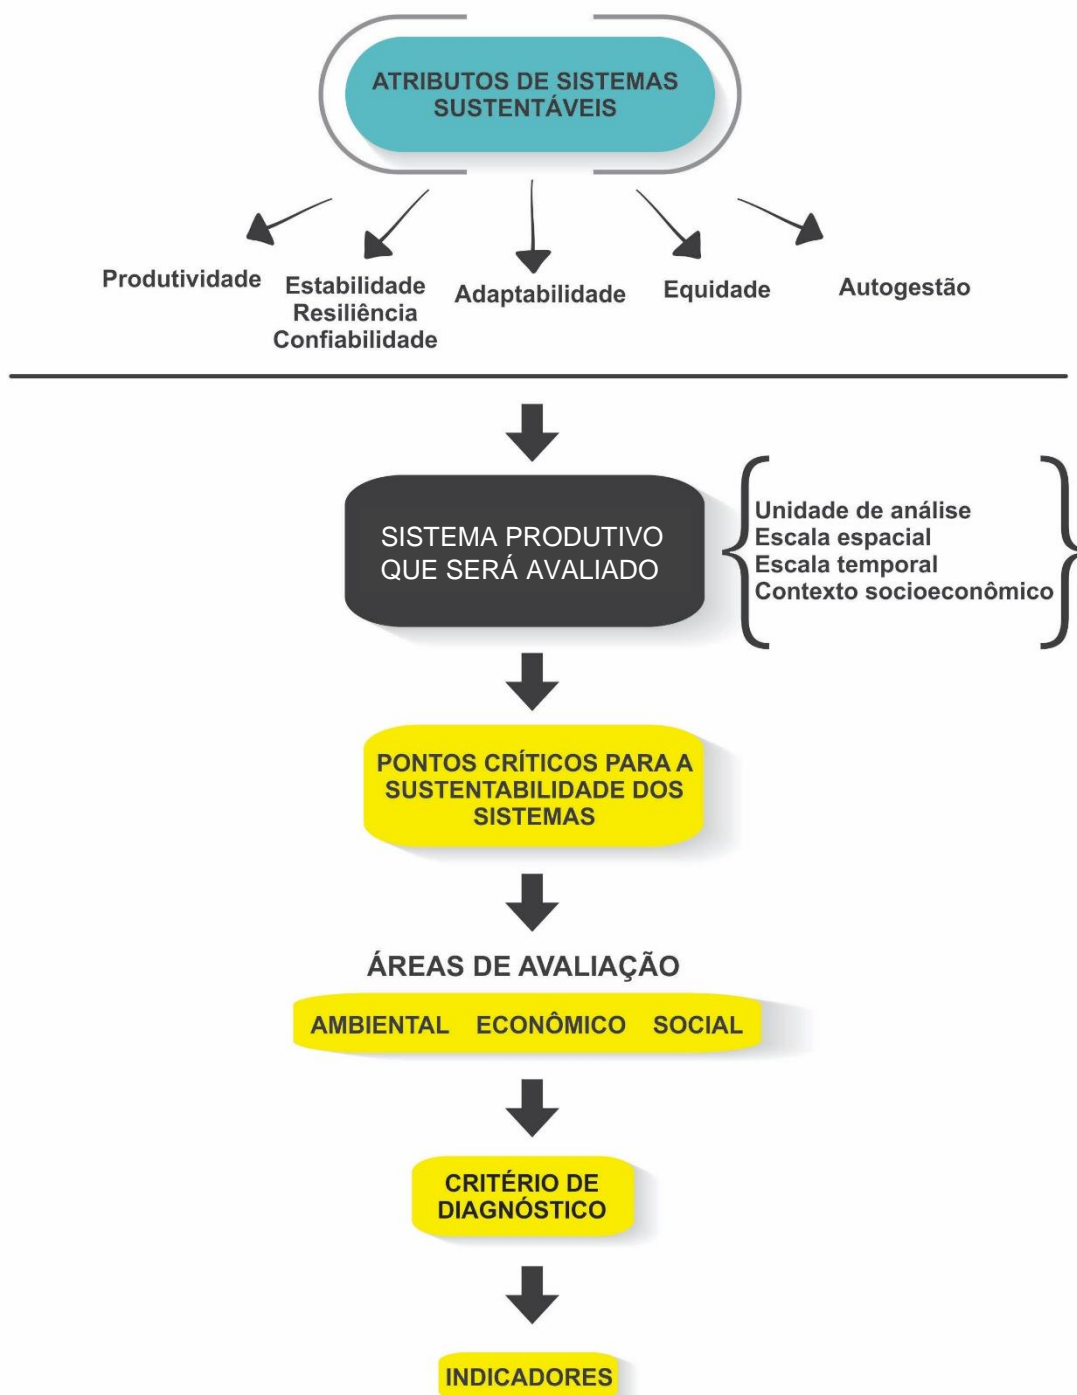 ATRIBUTOS DE SISTEMAS
SUSTENTÁVEIS
Produtividade
Estabilidade
Resiliência
Confiabilidade
Adaptabilidade
Equidade
Autogestão
SISTEMA PRODUTIVO
QUE SERÁ AVALIADO
Unidade de análise
Escala espacial
Escala temporal
Contexto socioeconômico
PONTOS CRÍTICOS PARA A
SUSTENTABILIDADE DOS
SISTEMAS
ÁREAS DE AVALIAÇÃO
AMBIENTAL ECONÔMICO SOCIAL
CRITÉRIO DE
DIAGNÓSTICO
INDICADORES